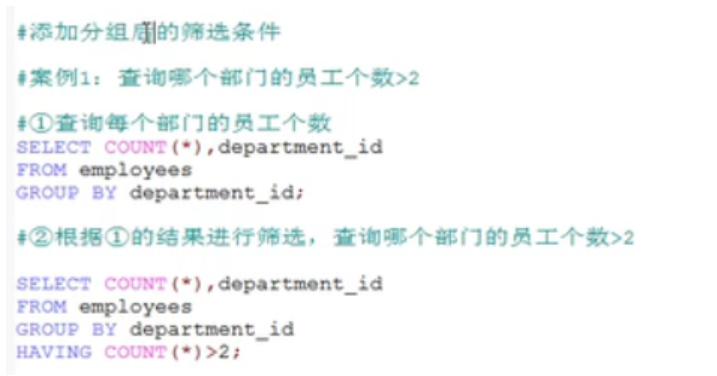 #添加分组后的筛选条件
#案例1：查询哪个部门的员工个数>2
#①查询每个部门的员工个数
SELECT COUNT(*),department_id
FROM employees
GROUP BY department_id;
#②根据①的结果进行筛选，查询哪个部门的员工个数>2
SELECT COUNT(*),department_id
FROM employees
GROUP BY department_id
HAVING COUNT(*)>2;